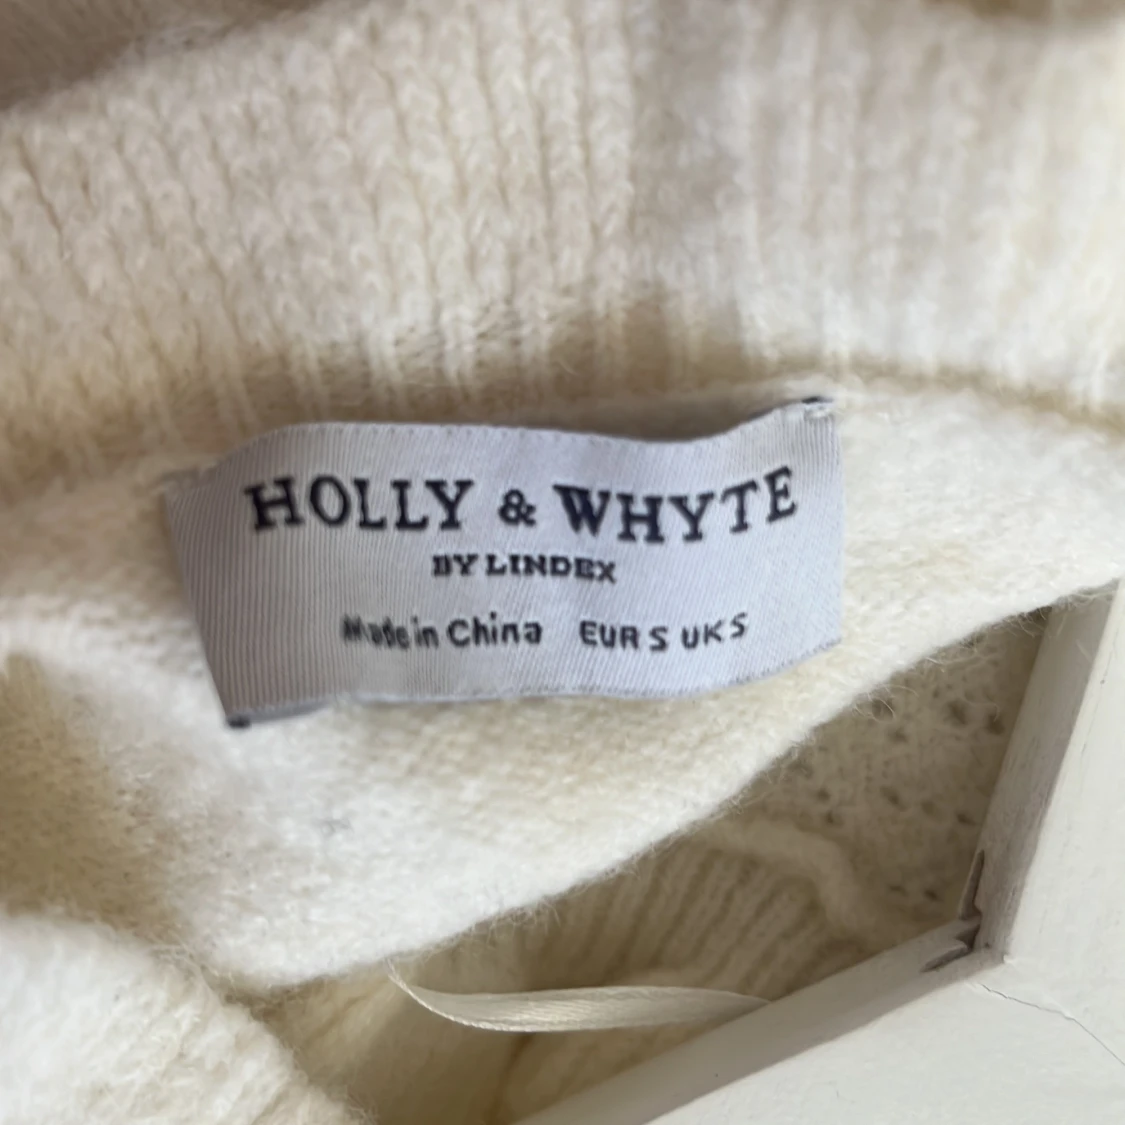 HOLLY & WHYTE
BY LINDEX
Made in China EUR S UK S